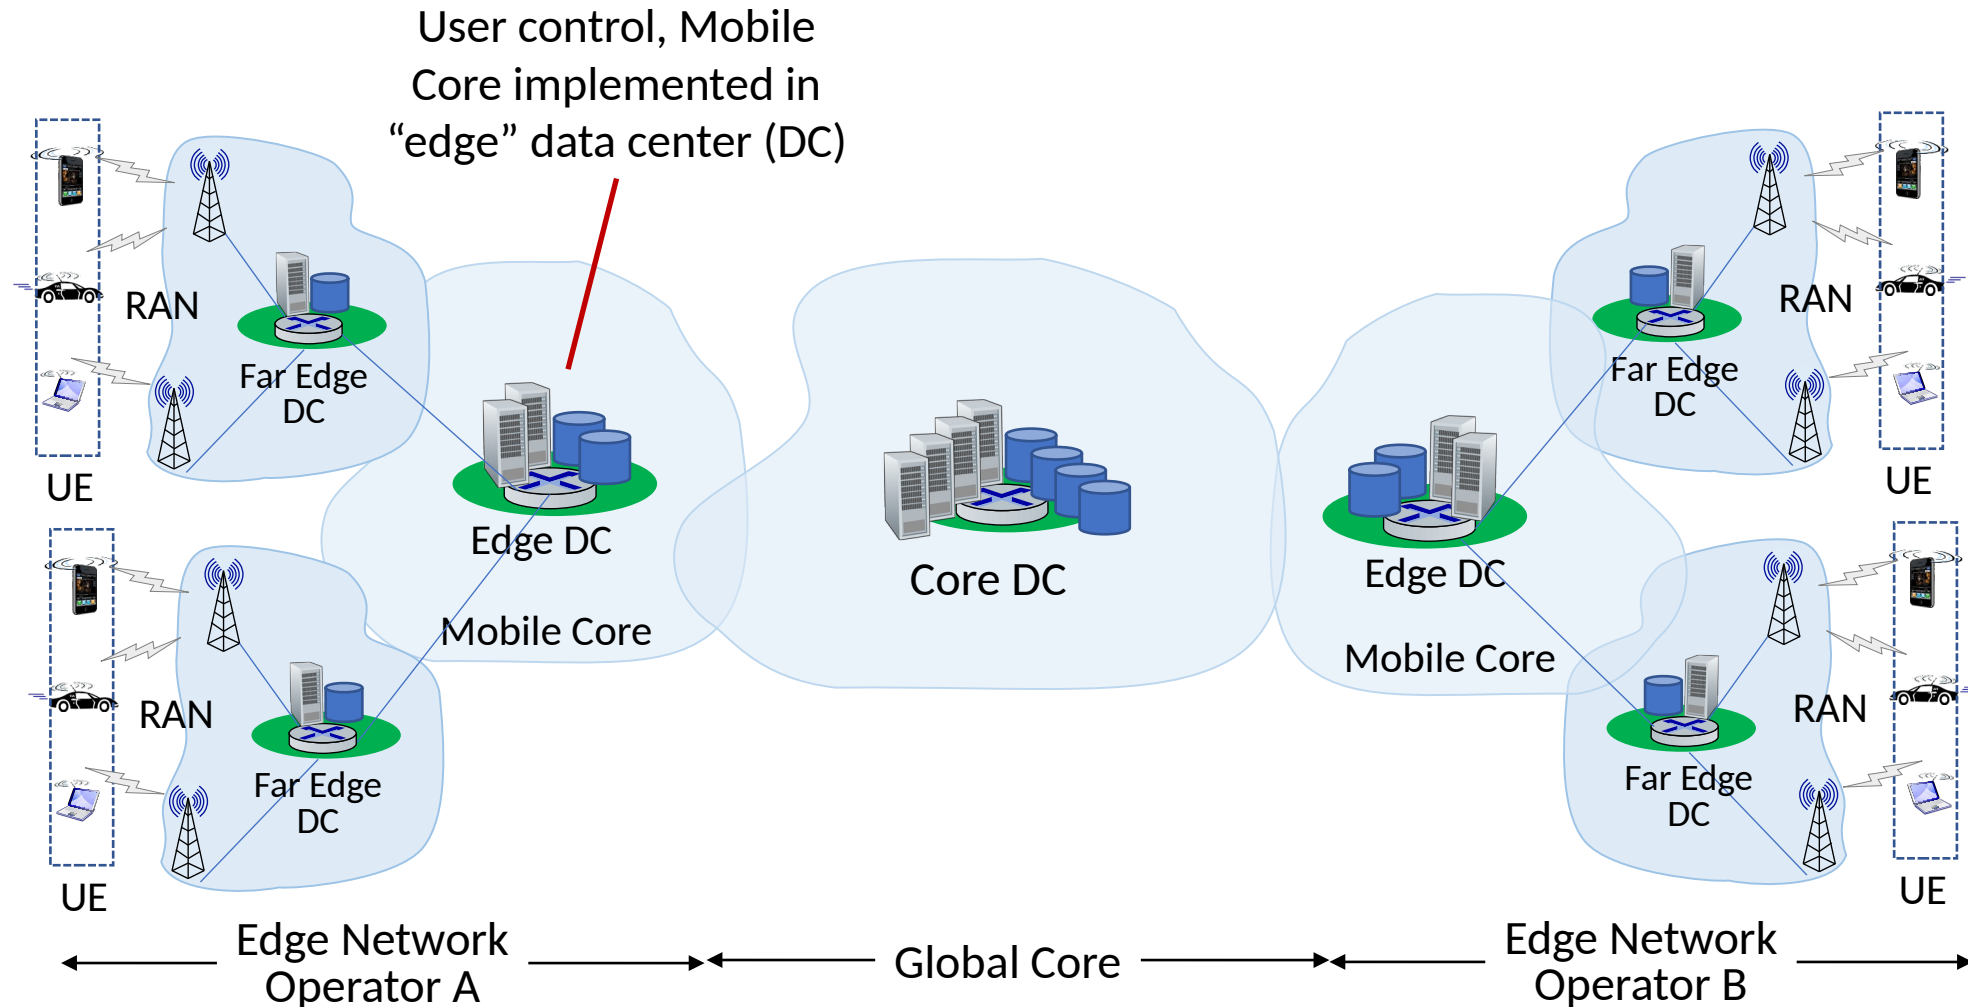 User control, Mobile
Core implemented in
“edge” data center (DC)
RAN
Far Edge
DC
UE
Edge DC
Mobile Core
RAN
Far Edge
DC
UE
Core DC
Edge DC
Mobile Core
RAN
Far Edge
DC
UE
RAN
Far Edge
DC
UE
Edge Network
Operator A
Global Core
Edge Network
Operator B